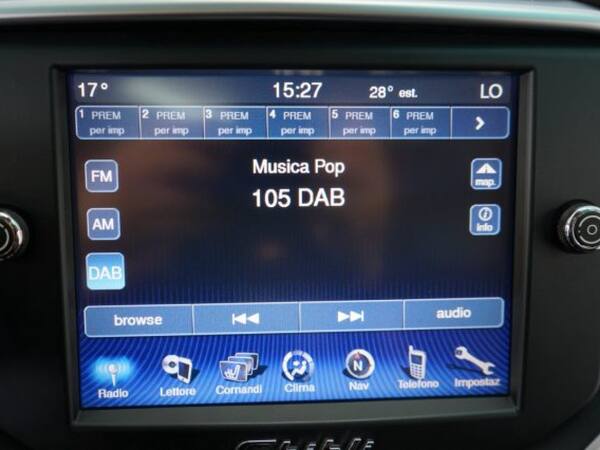 17° 15:27 28° est. LO
1 PREM per imp 2 PREM per imp 3 PREM per imp 4 PREM per imp 5 PREM per imp 6 PREM per imp >
FM
Musica Pop
map.
105 DAB
AM
info
DAB
browse audio
Radio Lettore Comandi Clima N Nav Telefono Impostaz
Ghibli